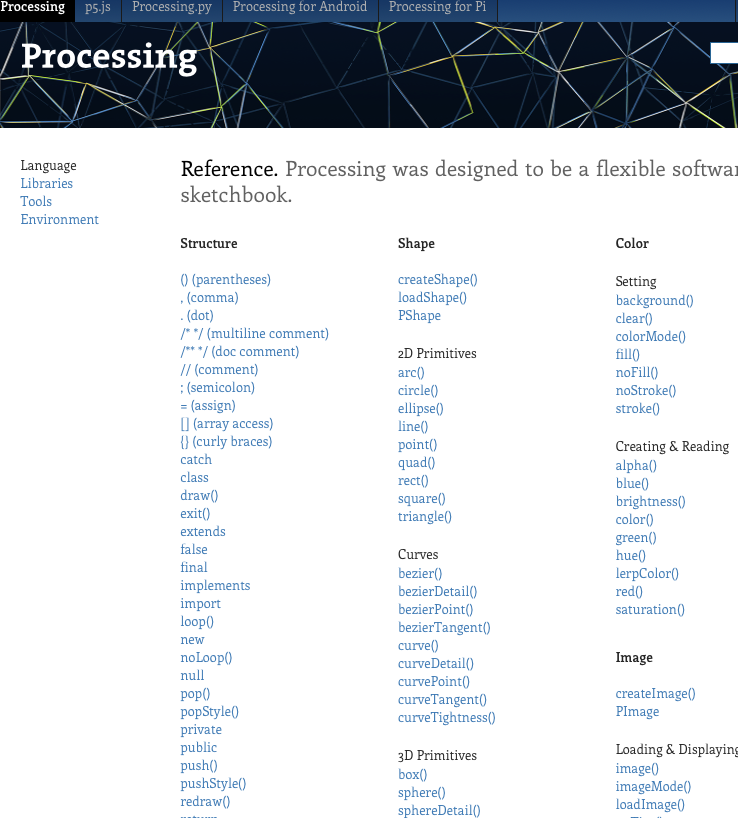 Processing
p5.js
Processing.py
Processing for Android
Processing for Pi
Processing
Language
Libraries
Tools
Environment
Reference. Processing was designed to be a flexible
sketchbook.
Structure
() (parentheses)
, (comma)
. (dot)
/* */ (multiline comment)
/** */ (doc comment)
// (comment)
; (semicolon)
= (assign)
[] (array access)
{} (curly braces)
catch
class
draw()
exit()
extends
false
final
implements
import
loop()
new
noLoop()
null
pop()
popStyle()
private
public
push()
pushStyle()
redraw()
Shape
createShape()
loadShape()
PShape
2D Primitives
arc()
circle()
ellipse()
line()
point()
quad()
rect()
square()
triangle()
Curves
bezier()
bezierDetail()
bezierPoint()
bezierTangent()
curve()
curveDetail()
curvePoint()
curveTangent()
curveTightness()
3D Primitives
box()
sphere()
sphereDetail()
Color
Setting
background()
clear()
colorMode()
fill()
noFill()
noStroke()
stroke()
Creating & Reading
alpha()
blue()
brightness()
color()
green()
hue()
lerpColor()
red()
saturation()
Image
createImage()
PImage
Loading & Displaying
image()
imageMode()
loadImage()